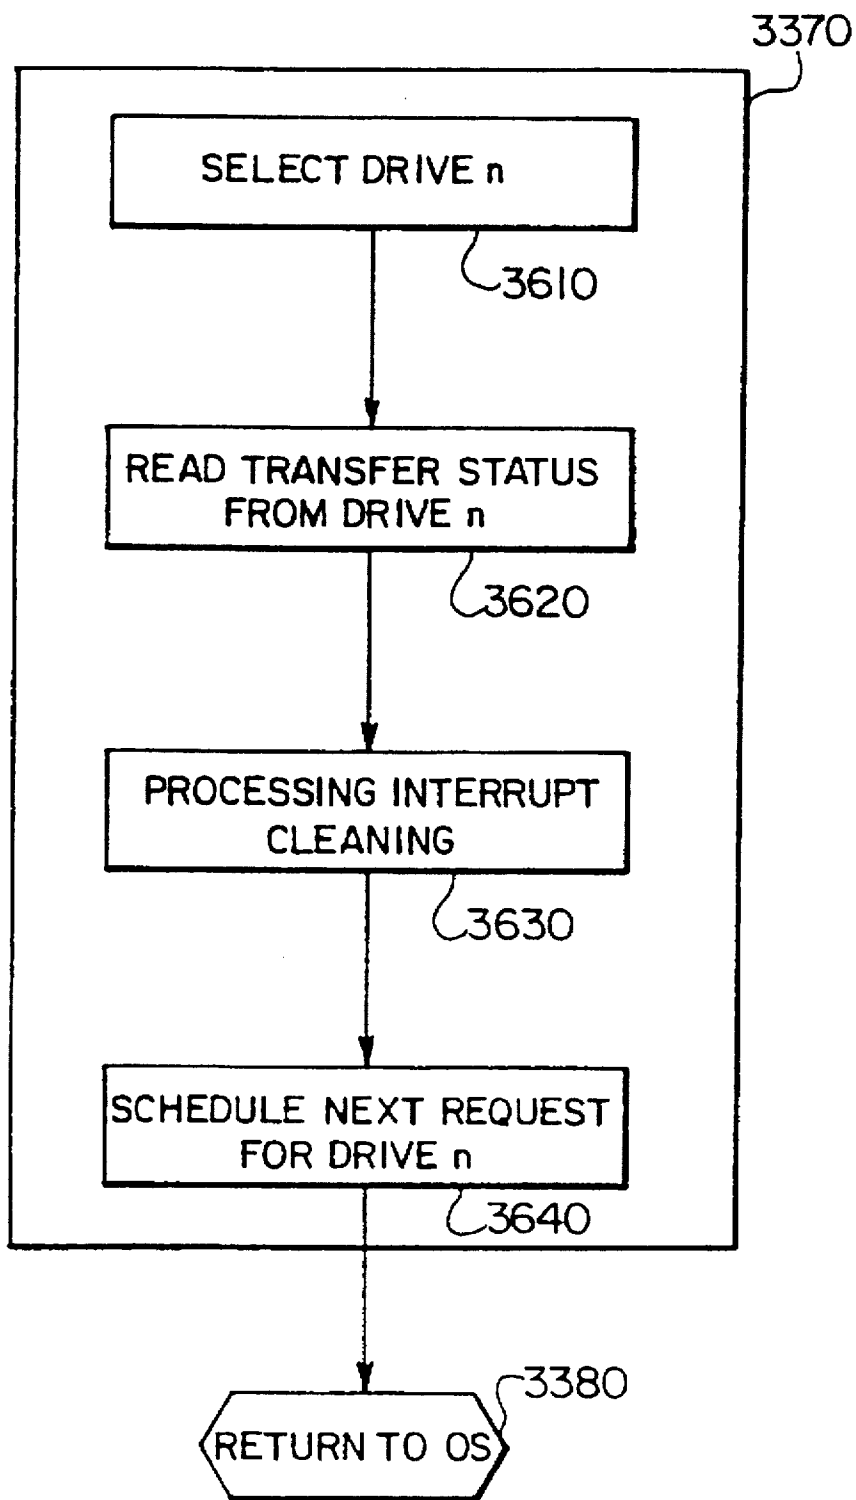 3370
SELECT DRIVE n
3610
READ TRANSFER STATUS
FROM DRIVE n
3620
PROCESSING INTERRUPT
CLEANING
3630
SCHEDULE NEXT REQUEST
FOR DRIVE n
3640
3380
RETURN TO OS